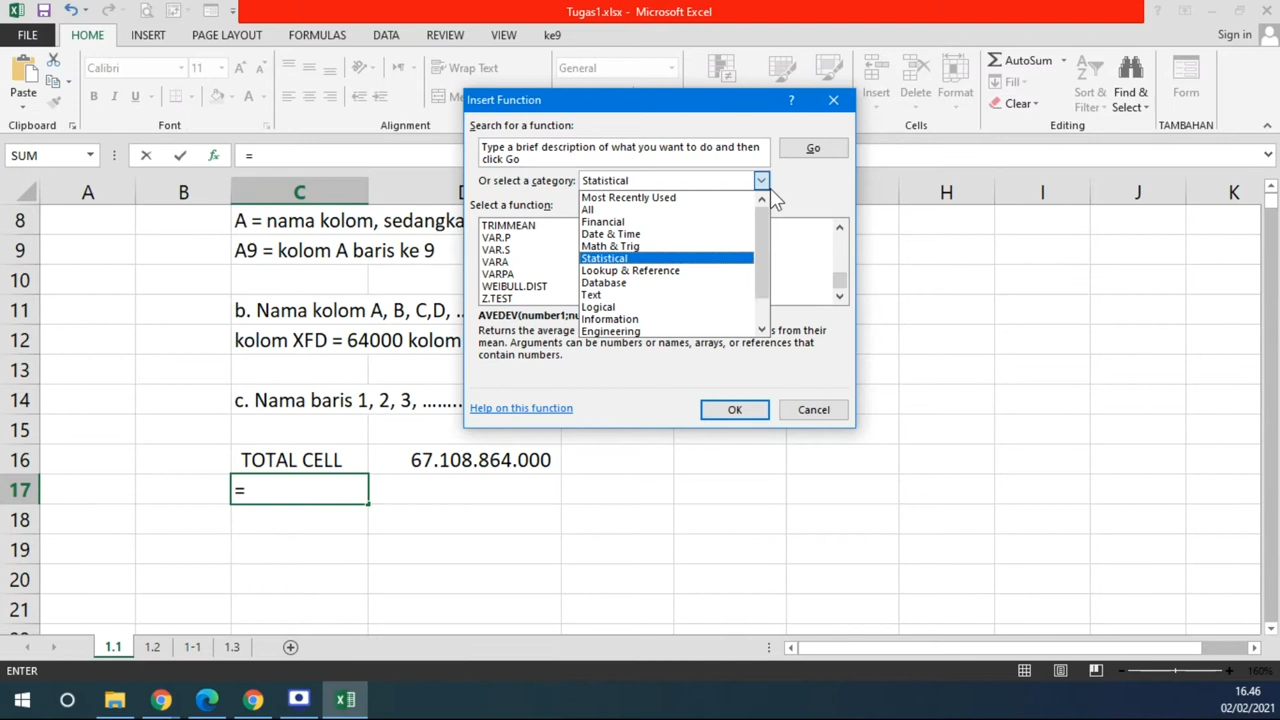 Tugas1.xlsx - Microsoft Excel
FILE HOME INSERT PAGE LAYOUT FORMULAS DATA REVIEW VIEW ke9 Sign in
Paste
Calibri 11
B I U
Wrap Text
General
Insert Delete Format
AutoSum
Fill
Clear
Sort &
Filter
Find &
Select
Form
Clipboard Font Alignment Cells Editing TAMBAHAN
SUM =
Insert Function
Search for a function:
Type a brief description of what you want to do and then
click Go
Go
Or select a category: Statistical
Most Recently Used
All
Financial
Date & Time
Math & Trig
Statistical
Lookup & Reference
Database
Text
Logical
Information
Engineering
Select a function:
TRIMMEAN
VAR.P
VAR.S
VARA
VARPA
WEIBULL.DIST
Z.TEST
AVEDEV(number1;nu
Returns the average s from their
mean. Arguments can be numbers or names, arrays, or references that
contain numbers.
Help on this function
OK Cancel
A B C D H I J K
8 A = nama kolom, sedangka
9 A9 = kolom A baris ke 9
10
11 b. Nama kolom A, B, C,D, ..
12 kolom XFD = 64000 kolom
13
14 c. Nama baris 1, 2, 3, ........
15
16 TOTAL CELL 67.108.864.000
17 =
18
19
20
21
1.1 1.2 1-1 1.3
ENTER 160%
16.46
02/02/2021